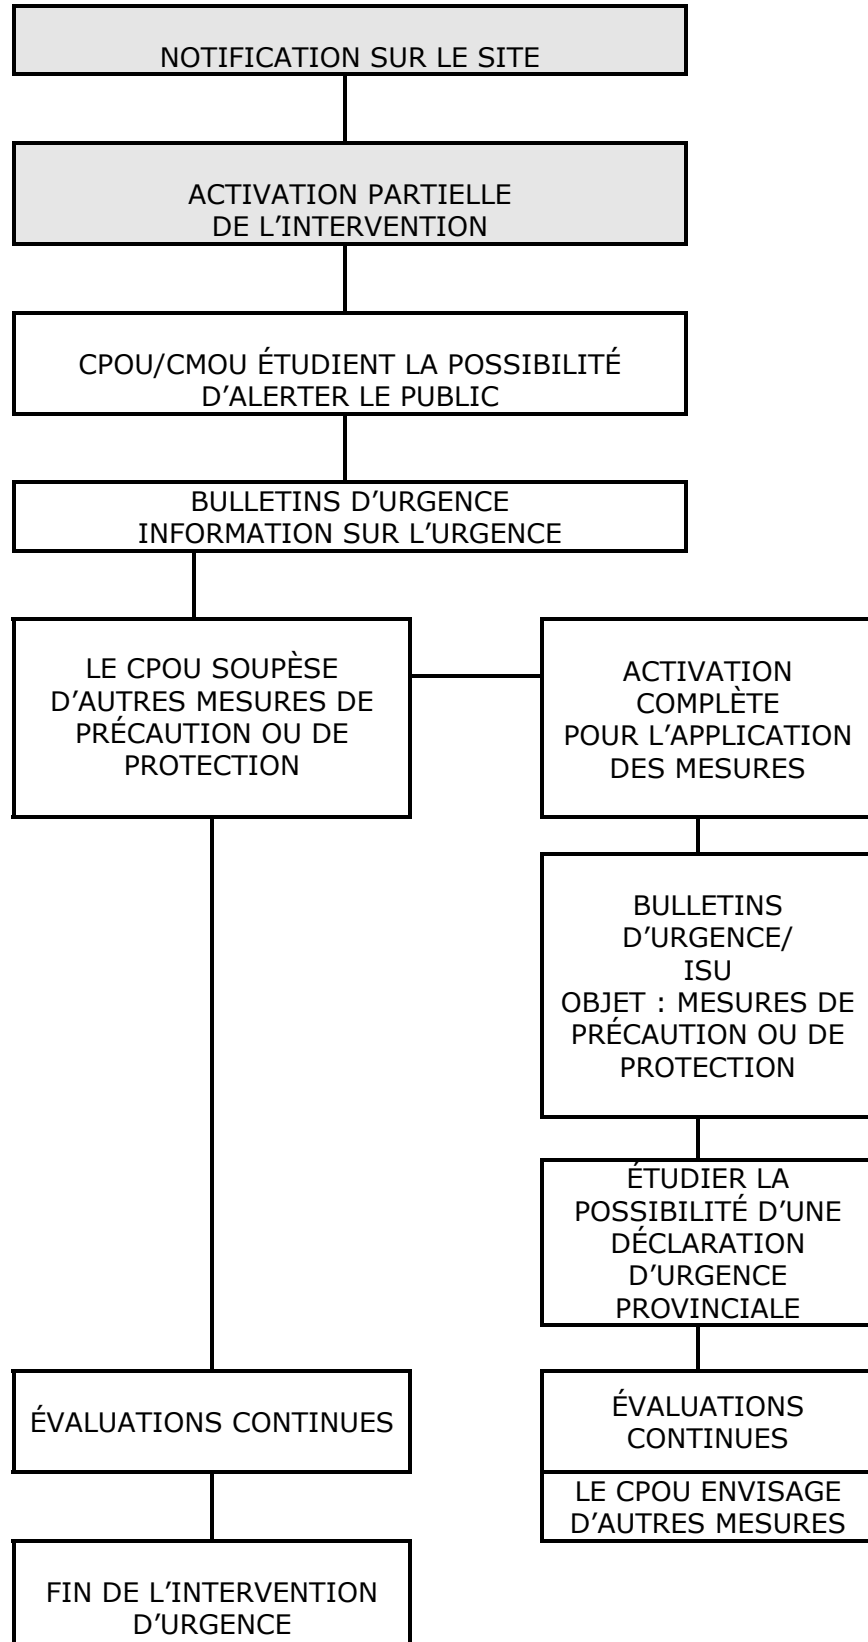 NOTIFICATION SUR LE SITE
ACTIVATION PARTIELLE
DE L’INTERVENTION
CPOU/CMOU ÉTUDIENT LA POSSIBILITÉ
D’ALERTER LE PUBLIC
BULLETINS D’URGENCE
INFORMATION SUR L’URGENCE
LE CPOU SOUPÈSE
D’AUTRES MESURES DE
PRÉCAUTION OU DE
PROTECTION
ACTIVATION
COMPLÈTE
POUR L’APPLICATION
DES MESURES
BULLETINS
D’URGENCE/
ISU
OBJET : MESURES DE
PRÉCAUTION OU DE
PROTECTION
ÉTUDIER LA
POSSIBILITÉ D’UNE
DÉCLARATION
D’URGENCE
PROVINCIALE
ÉVALUATIONS CONTINUES
ÉVALUATIONS
CONTINUES
LE CPOU ENVISAGE
D’AUTRES MESURES
FIN DE L’INTERVENTION
D’URGENCE